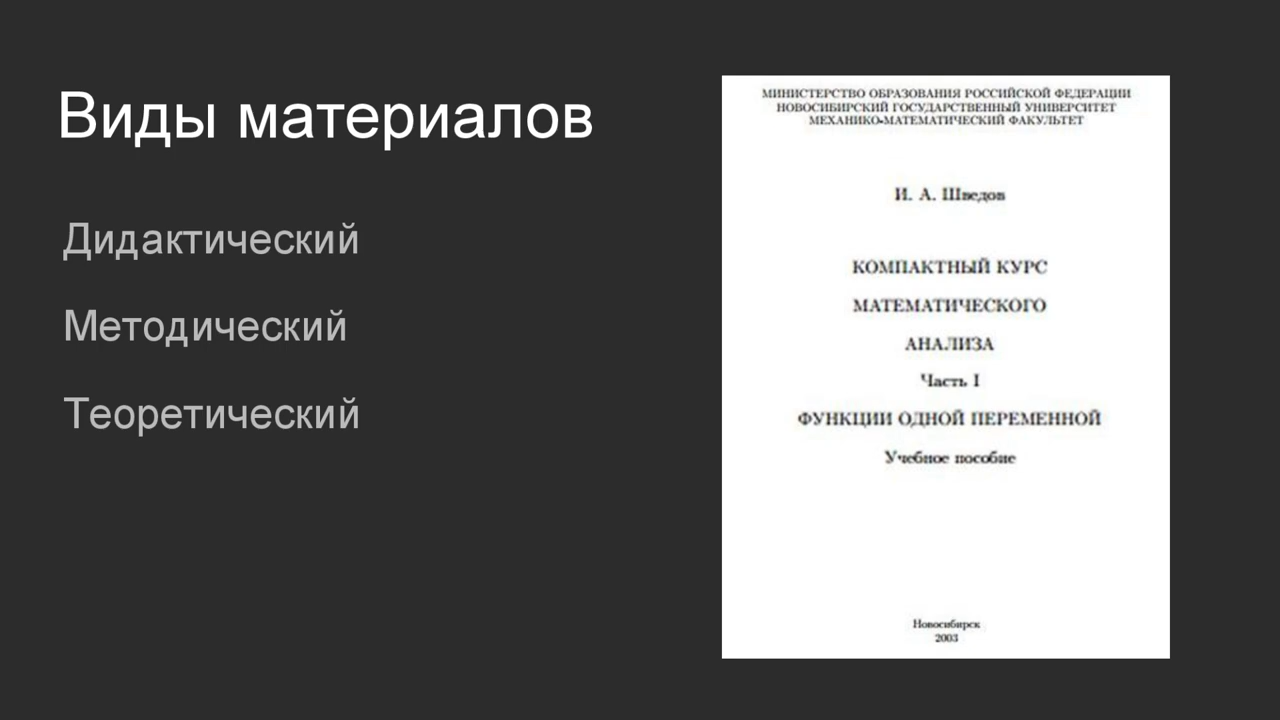 Виды материалов
Дидактический
Методический
Теоретический
МИНИСТЕРСТВО ОБРАЗОВАНИЯ РОССИЙСКОЙ ФЕДЕРАЦИИ
НОВОСИБИРСКИЙ ГОСУДАРСТВЕННЫЙ УНИВЕРСИТЕТ
МЕХАНИКО-МАТЕМАТИЧЕСКИЙ ФАКУЛЬТЕТ
И. А. Шведов
КОМПАКТНЫЙ КУРС
МАТЕМАТИЧЕСКОГО
АНАЛИЗА
Часть I
ФУНКЦИИ ОДНОЙ ПЕРЕМЕННОЙ
Учебное пособие
Новосибирск
2003